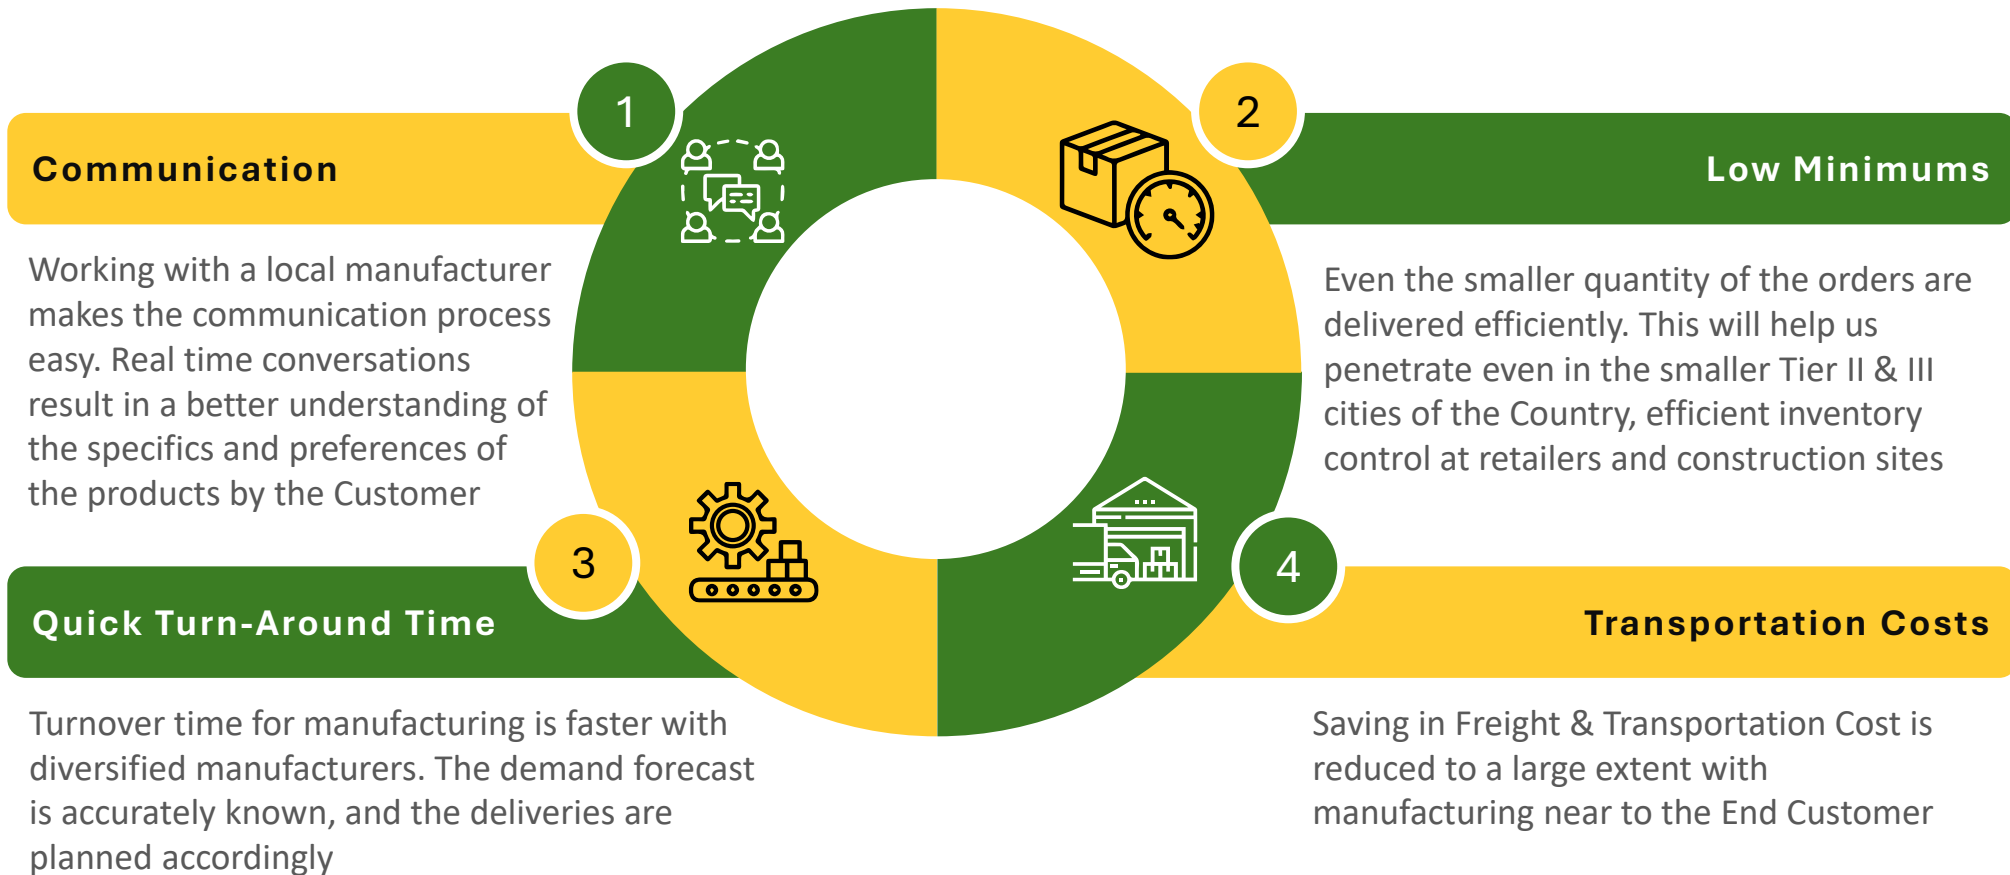 1
Communication
Working with a local manufacturer
makes the communication process
easy. Real time conversations
result in a better understanding of
the specifics and preferences of
the products by the Customer
2
Low Minimums
Even the smaller quantity of the orders are
delivered efficiently. This will help us
penetrate even in the smaller Tier II & III
cities of the Country, efficient inventory
control at retailers and construction sites
3
Quick Turn-Around Time
Turnover time for manufacturing is faster with
diversified manufacturers. The demand forecast
is accurately known, and the deliveries are
planned accordingly
4
Transportation Costs
Saving in Freight & Transportation Cost is
reduced to a large extent with
manufacturing near to the End Customer